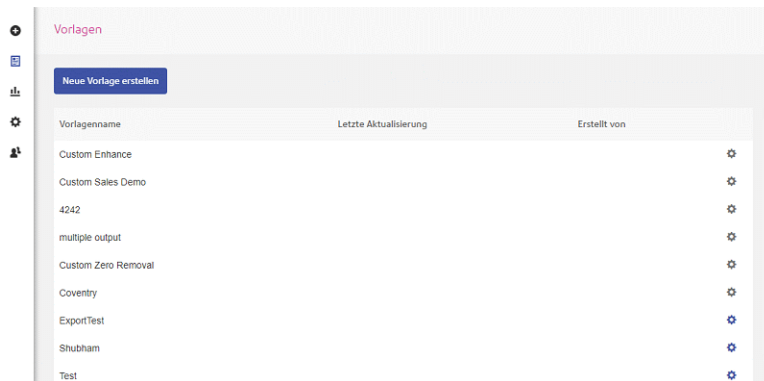 Vorlagen
Neue Vorlage erstellen
Vorlagenname Letzte Aktualisierung Erstellt von
Custom Enhance
Custom Sales Demo
4242
multiple output
Custom Zero Removal
Coventry
ExportTest
Shubham
Test